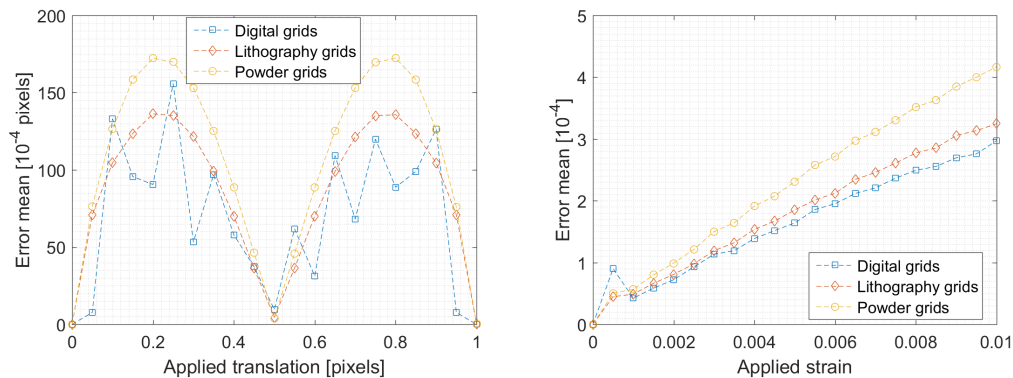 200
150
100
50
0
Error mean [10^-4 pixels]
Digital grids
Lithography grids
Powder grids
0 0.2 0.4 0.6 0.8 1
Applied translation [pixels]
5
4
3
2
1
0
Error mean [10^-4]
Digital grids
Lithography grids
Powder grids
0 0.002 0.004 0.006 0.008 0.01
Applied strain